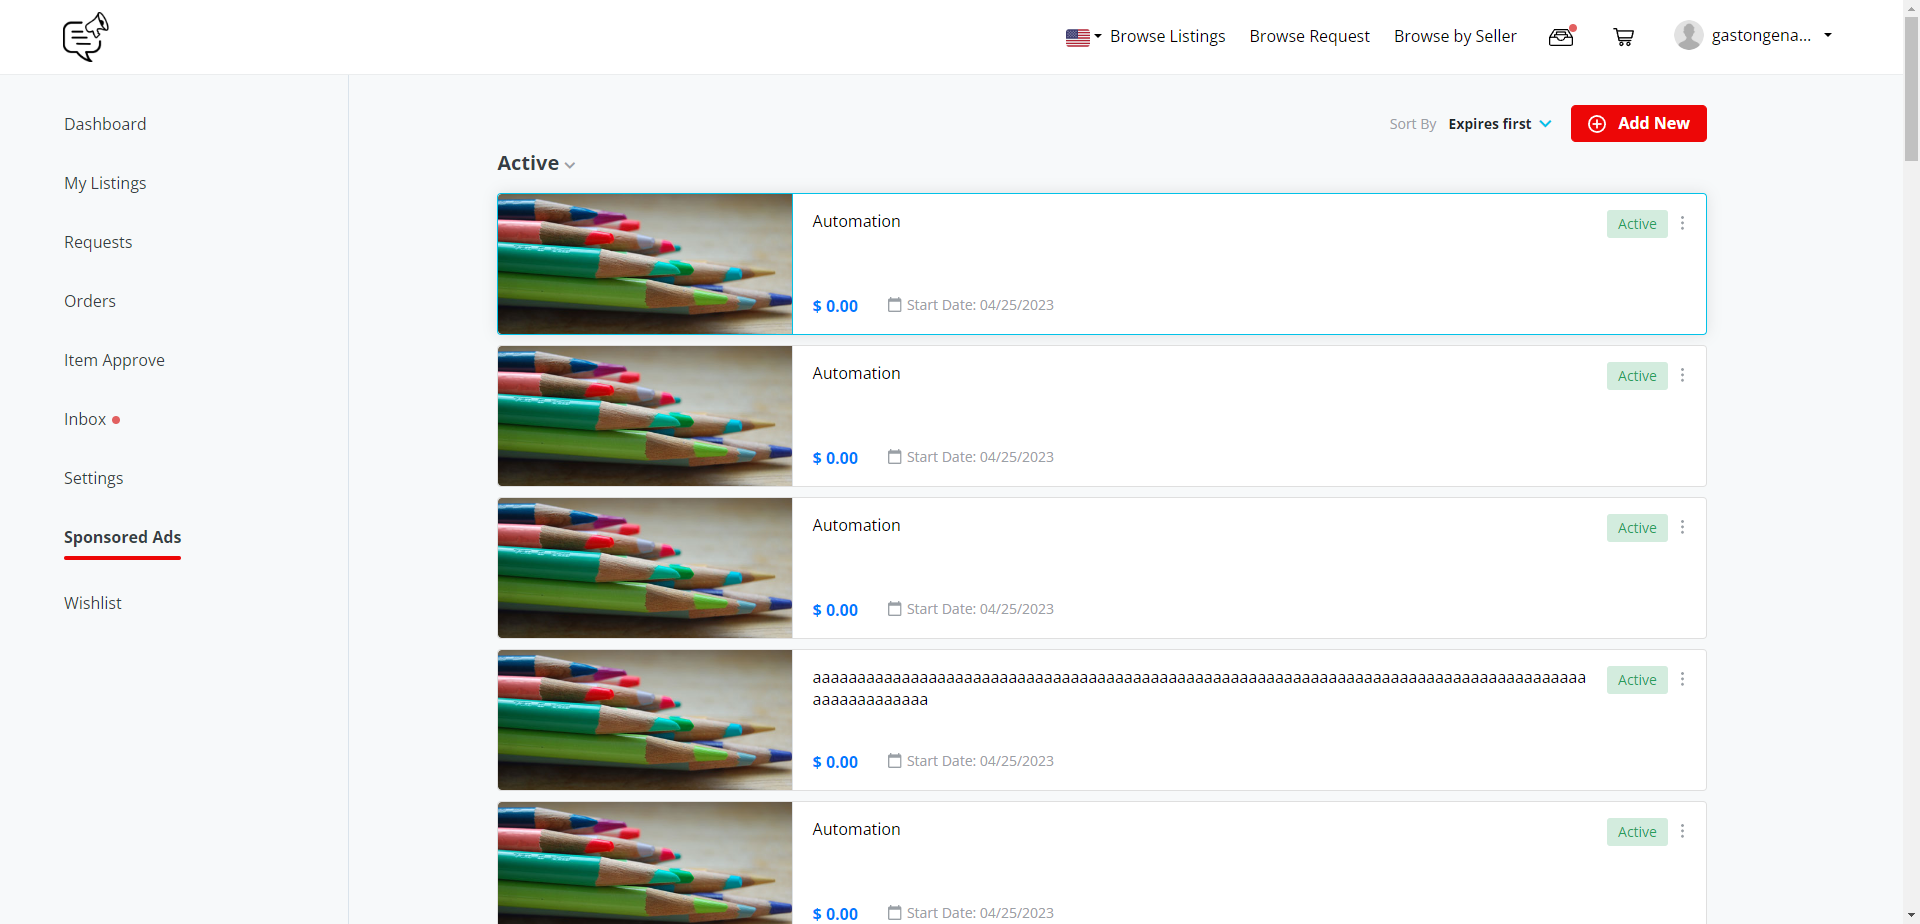 Browse Listings Browse Request Browse by Seller gastongena...
Dashboard
My Listings
Requests
Orders
Item Approve
Inbox
Settings
Sponsored Ads
Wishlist
Sort By Expires first Add New
Active
Automation Active
$ 0.00 Start Date: 04/25/2023
Automation Active
$ 0.00 Start Date: 04/25/2023
Automation Active
$ 0.00 Start Date: 04/25/2023
aaaaaaaaaaaaaaaaaaaaaaaaaaaaaaaaaaaaaaaaaaaaaaaaaaaaaaaaaaaaaaaaaaaaaaaaaaaaaaaaaaaaaaa Active
aaaaaaaaaaaaa
$ 0.00 Start Date: 04/25/2023
Automation Active
$ 0.00 Start Date: 04/25/2023